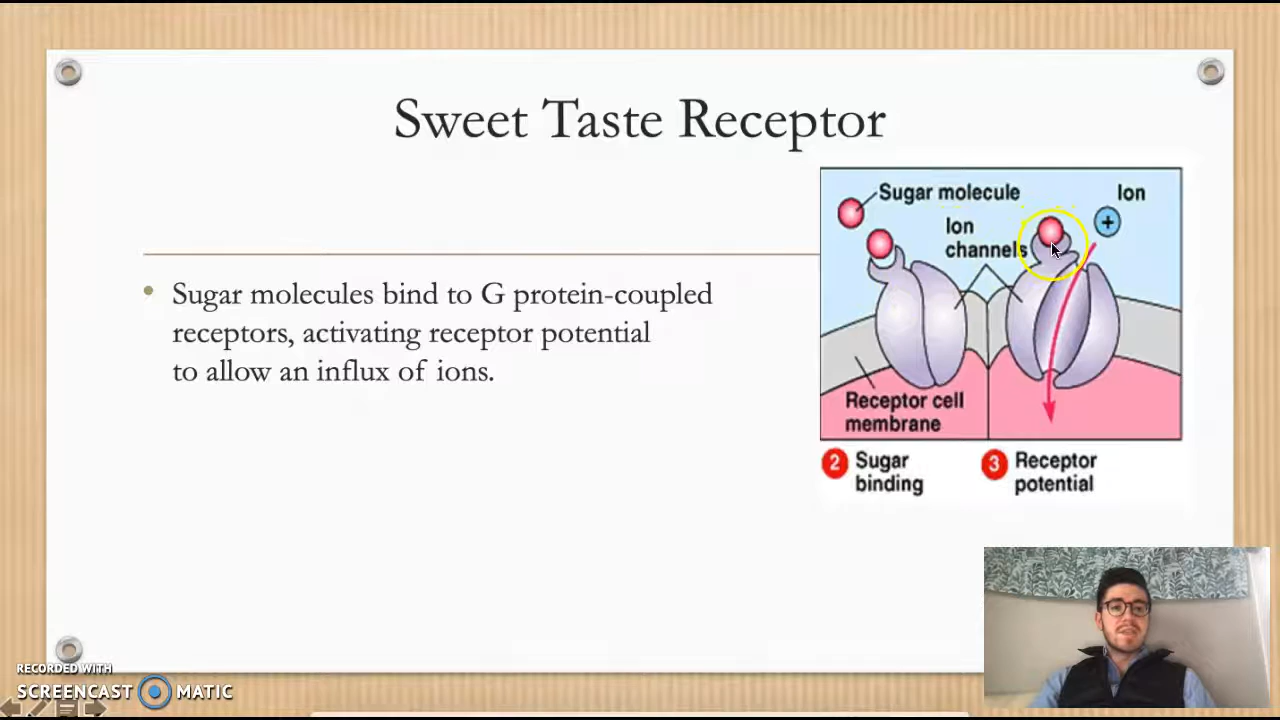 Sweet Taste Receptor
Sugar molecules bind to G protein-coupled
receptors, activating receptor potential
to allow an influx of ions.
Sugar molecule
Ion
Ion
channels
+
Receptor cell
membrane
2 Sugar
binding
3 Receptor
potential
RECORDED WITH
SCREENCAST MATIC